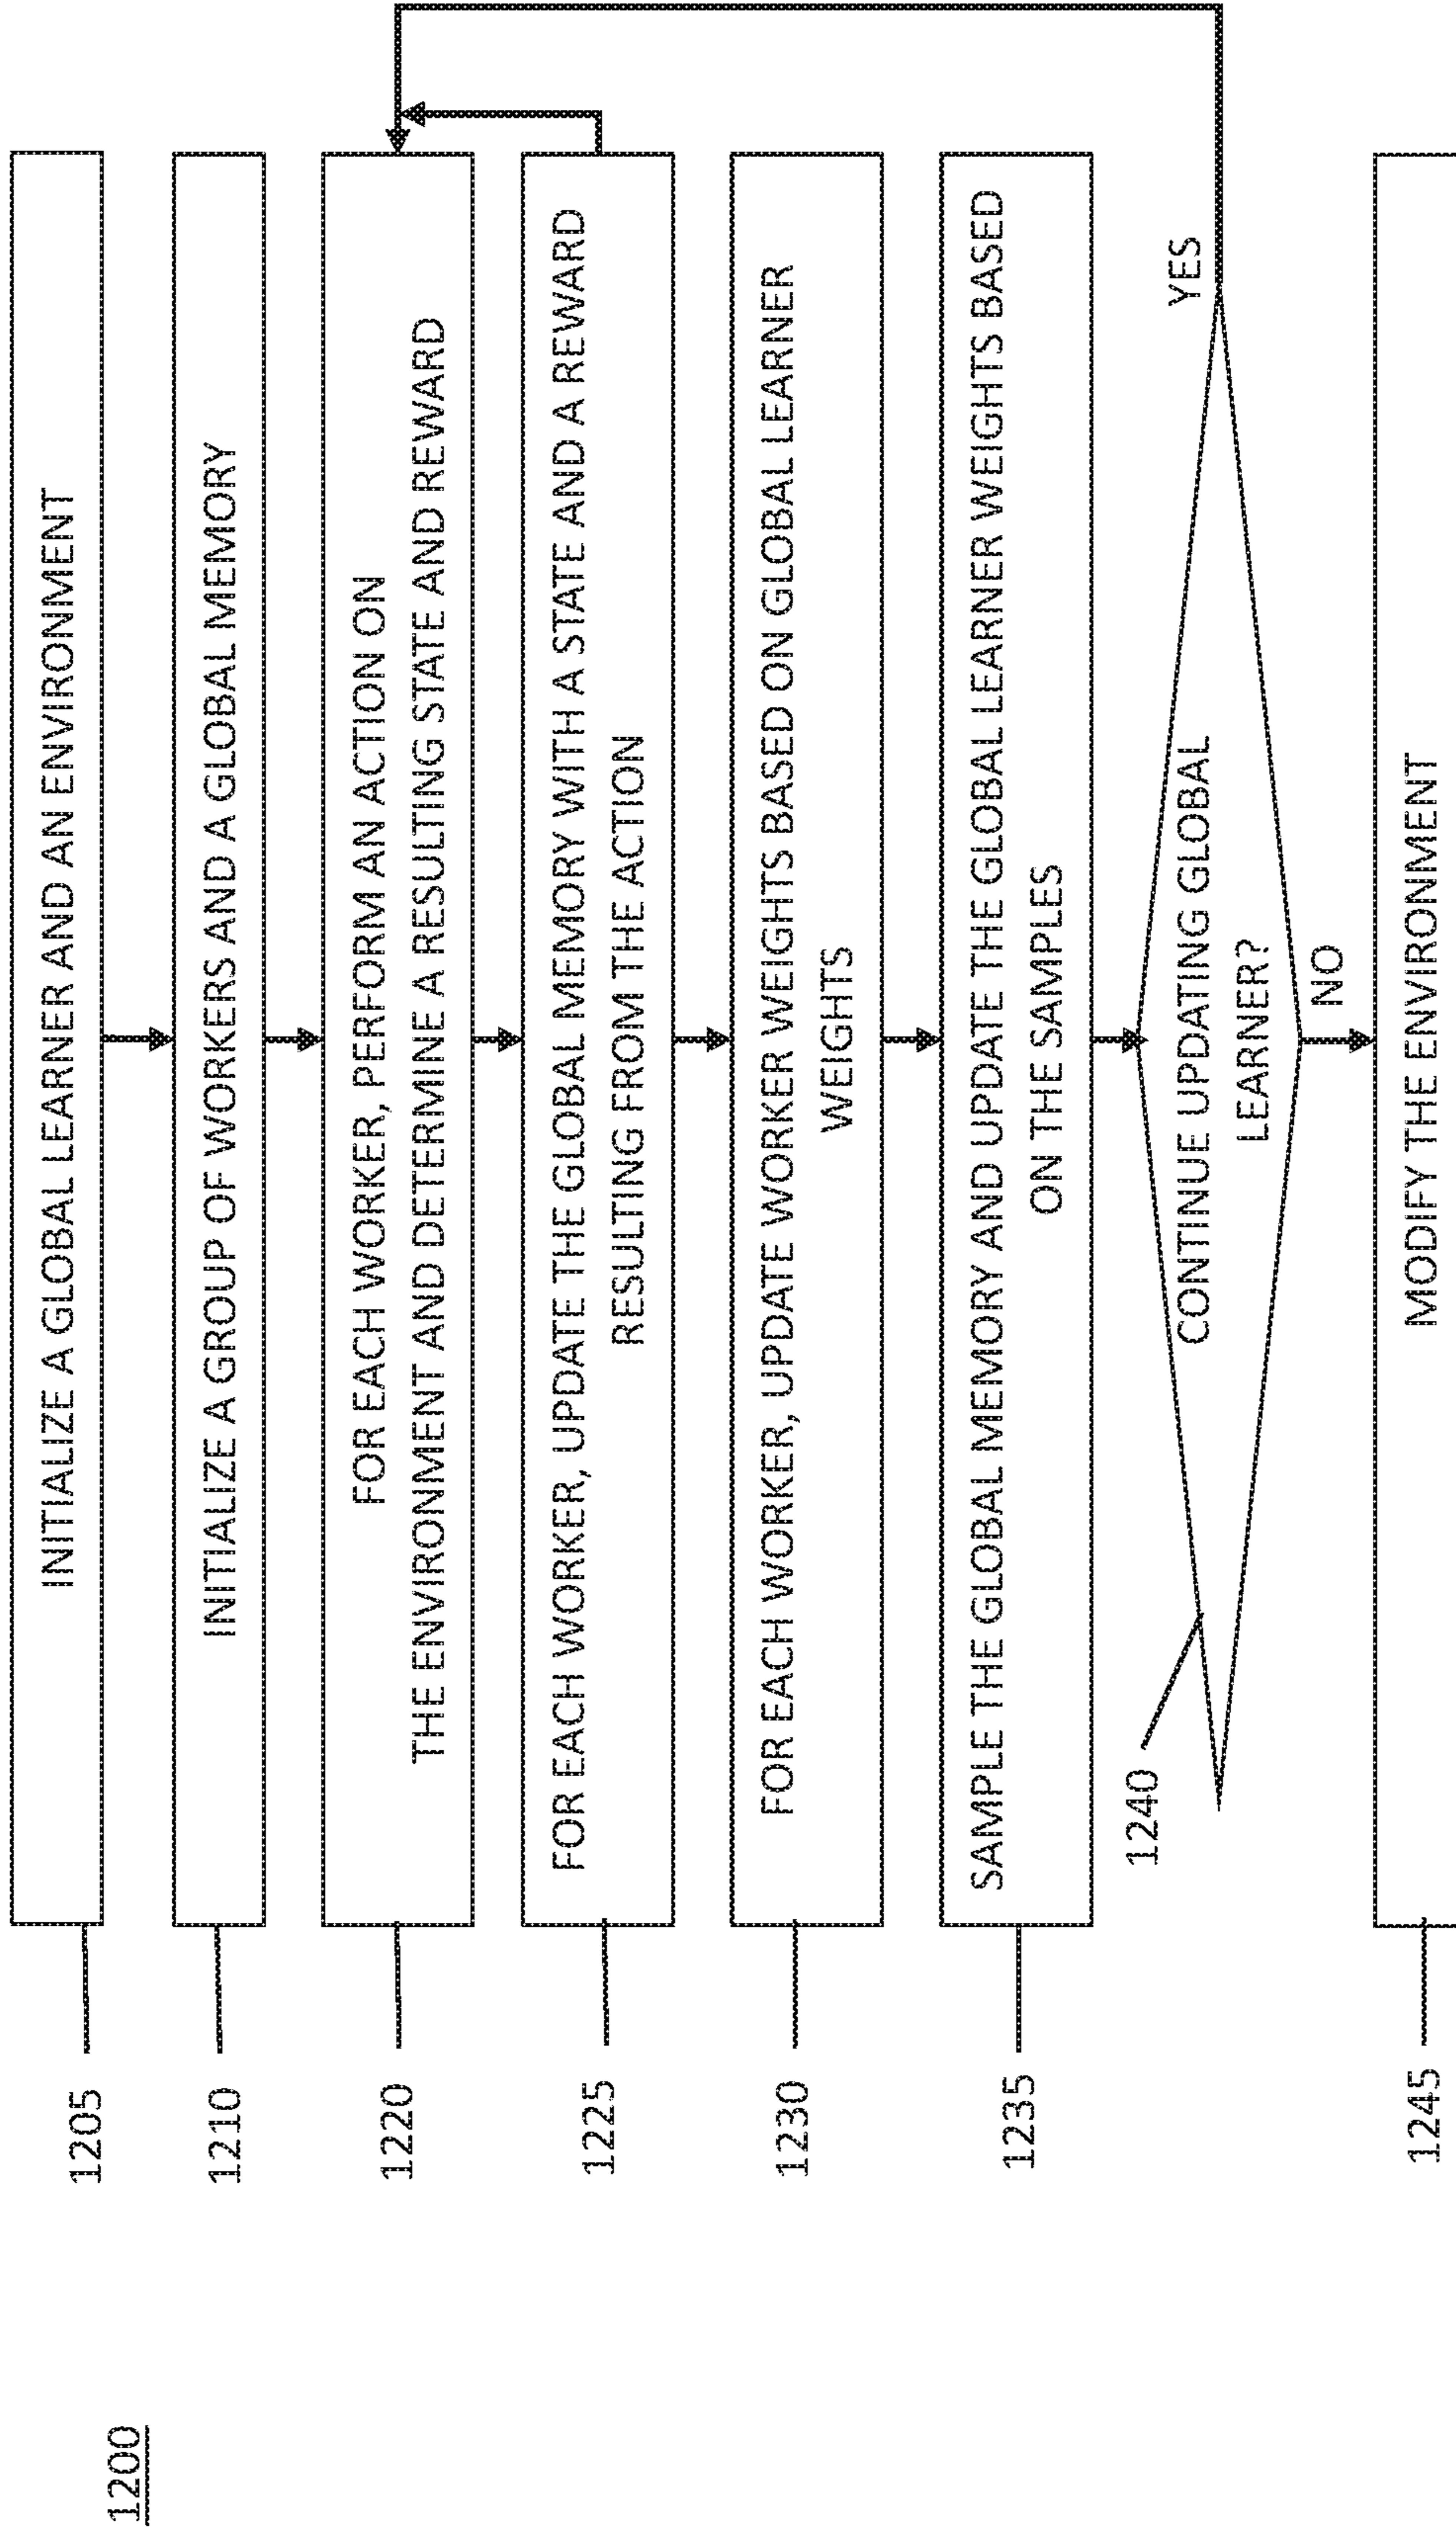 1200
1205
INITIALIZE A GLOBAL LEARNER AND AN ENVIRONMENT
1210
INITIALIZE A GROUP OF WORKERS AND A GLOBAL MEMORY
1220
FOR EACH WORKER, PERFORM AN ACTION ON
THE ENVIRONMENT AND DETERMINE A RESULTING STATE AND REWARD
1225
FOR EACH WORKER, UPDATE THE GLOBAL MEMORY WITH A STATE AND A REWARD
RESULTING FROM THE ACTION
1230
FOR EACH WORKER, UPDATE WORKER WEIGHTS BASED ON GLOBAL LEARNER
WEIGHTS
1235
SAMPLE THE GLOBAL MEMORY AND UPDATE THE GLOBAL LEARNER WEIGHTS BASED
ON THE SAMPLES
1240
CONTINUE UPDATING GLOBAL
LEARNER?
YES
NO
1245
MODIFY THE ENVIRONMENT